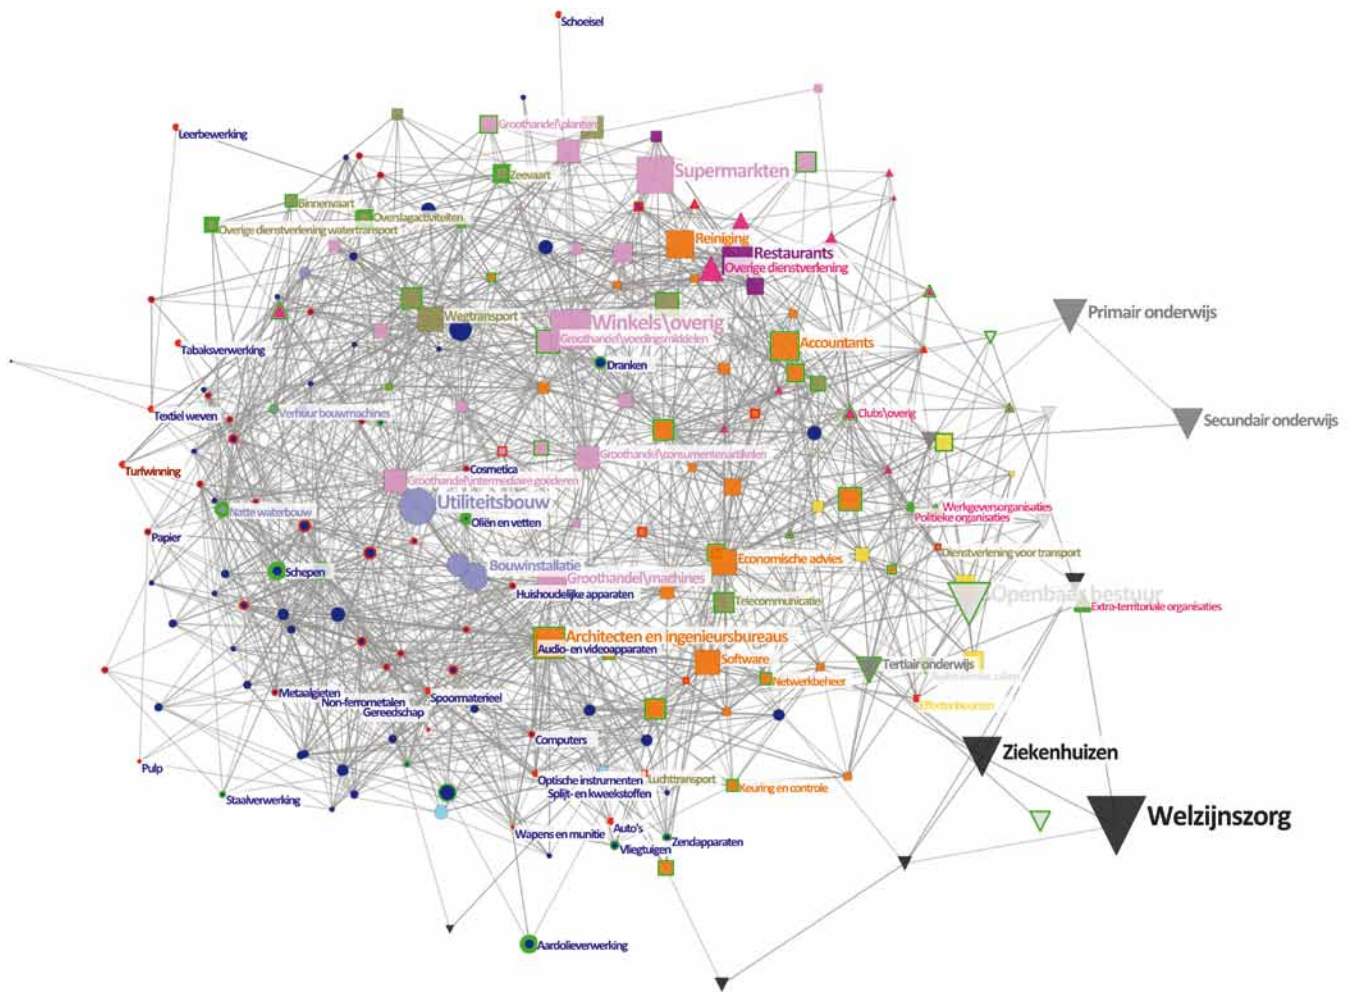 Schoeisel
Groothandel\planten
Leerbewerking
Supermarkten
Zeevaart
Binnenvaart
Overslagactiviteiten
Overige dienstverlening watertransport
Reiniging
Restaurants
Overige dienstverlening
Primair onderwijs
Wegtransport
Winkels\overig
Groothandel\voedingsmiddelen
Accountants
Tabaksverwerking
Dranken
Textiel weven
Verhuur bouwmachines
Clubs\overig
Secundair onderwijs
Groothandel\consumentenartikelen
Turfwinning
Cosmetica
Groothandel\intermediaire goederen
Utiliteitsbouw
Natte waterbouw
Oliën en vetten
Werkgeversorganisaties
Politieke organisaties
Papier
Dienstverlening voor transport
Economische advies
Bouwinstallatie
Schepen
Groothandel\machines
Huishoudelijke apparaten
Telecommunicatie
Openbaar bestuur
Extra-territoriale organisaties
Architecten en ingenieursbureaus
Audio- en videoapparaten
Software
Tertiair onderwijs
Netwerkbeheer
Metaalgieten
Non-ferrometalen
Spoormaterieel
Gereedschap
Effectenbeurzen
Computers
Ziekenhuizen
Pulp
Optische instrumenten
Luchttransport
Splijt- en kweekstoffen
Keuring en controle
Staalverwerking
Welzijnszorg
Wapens en munitie
Auto's
Zendapparaten
Vliegtuigen
Aardolieverwerking